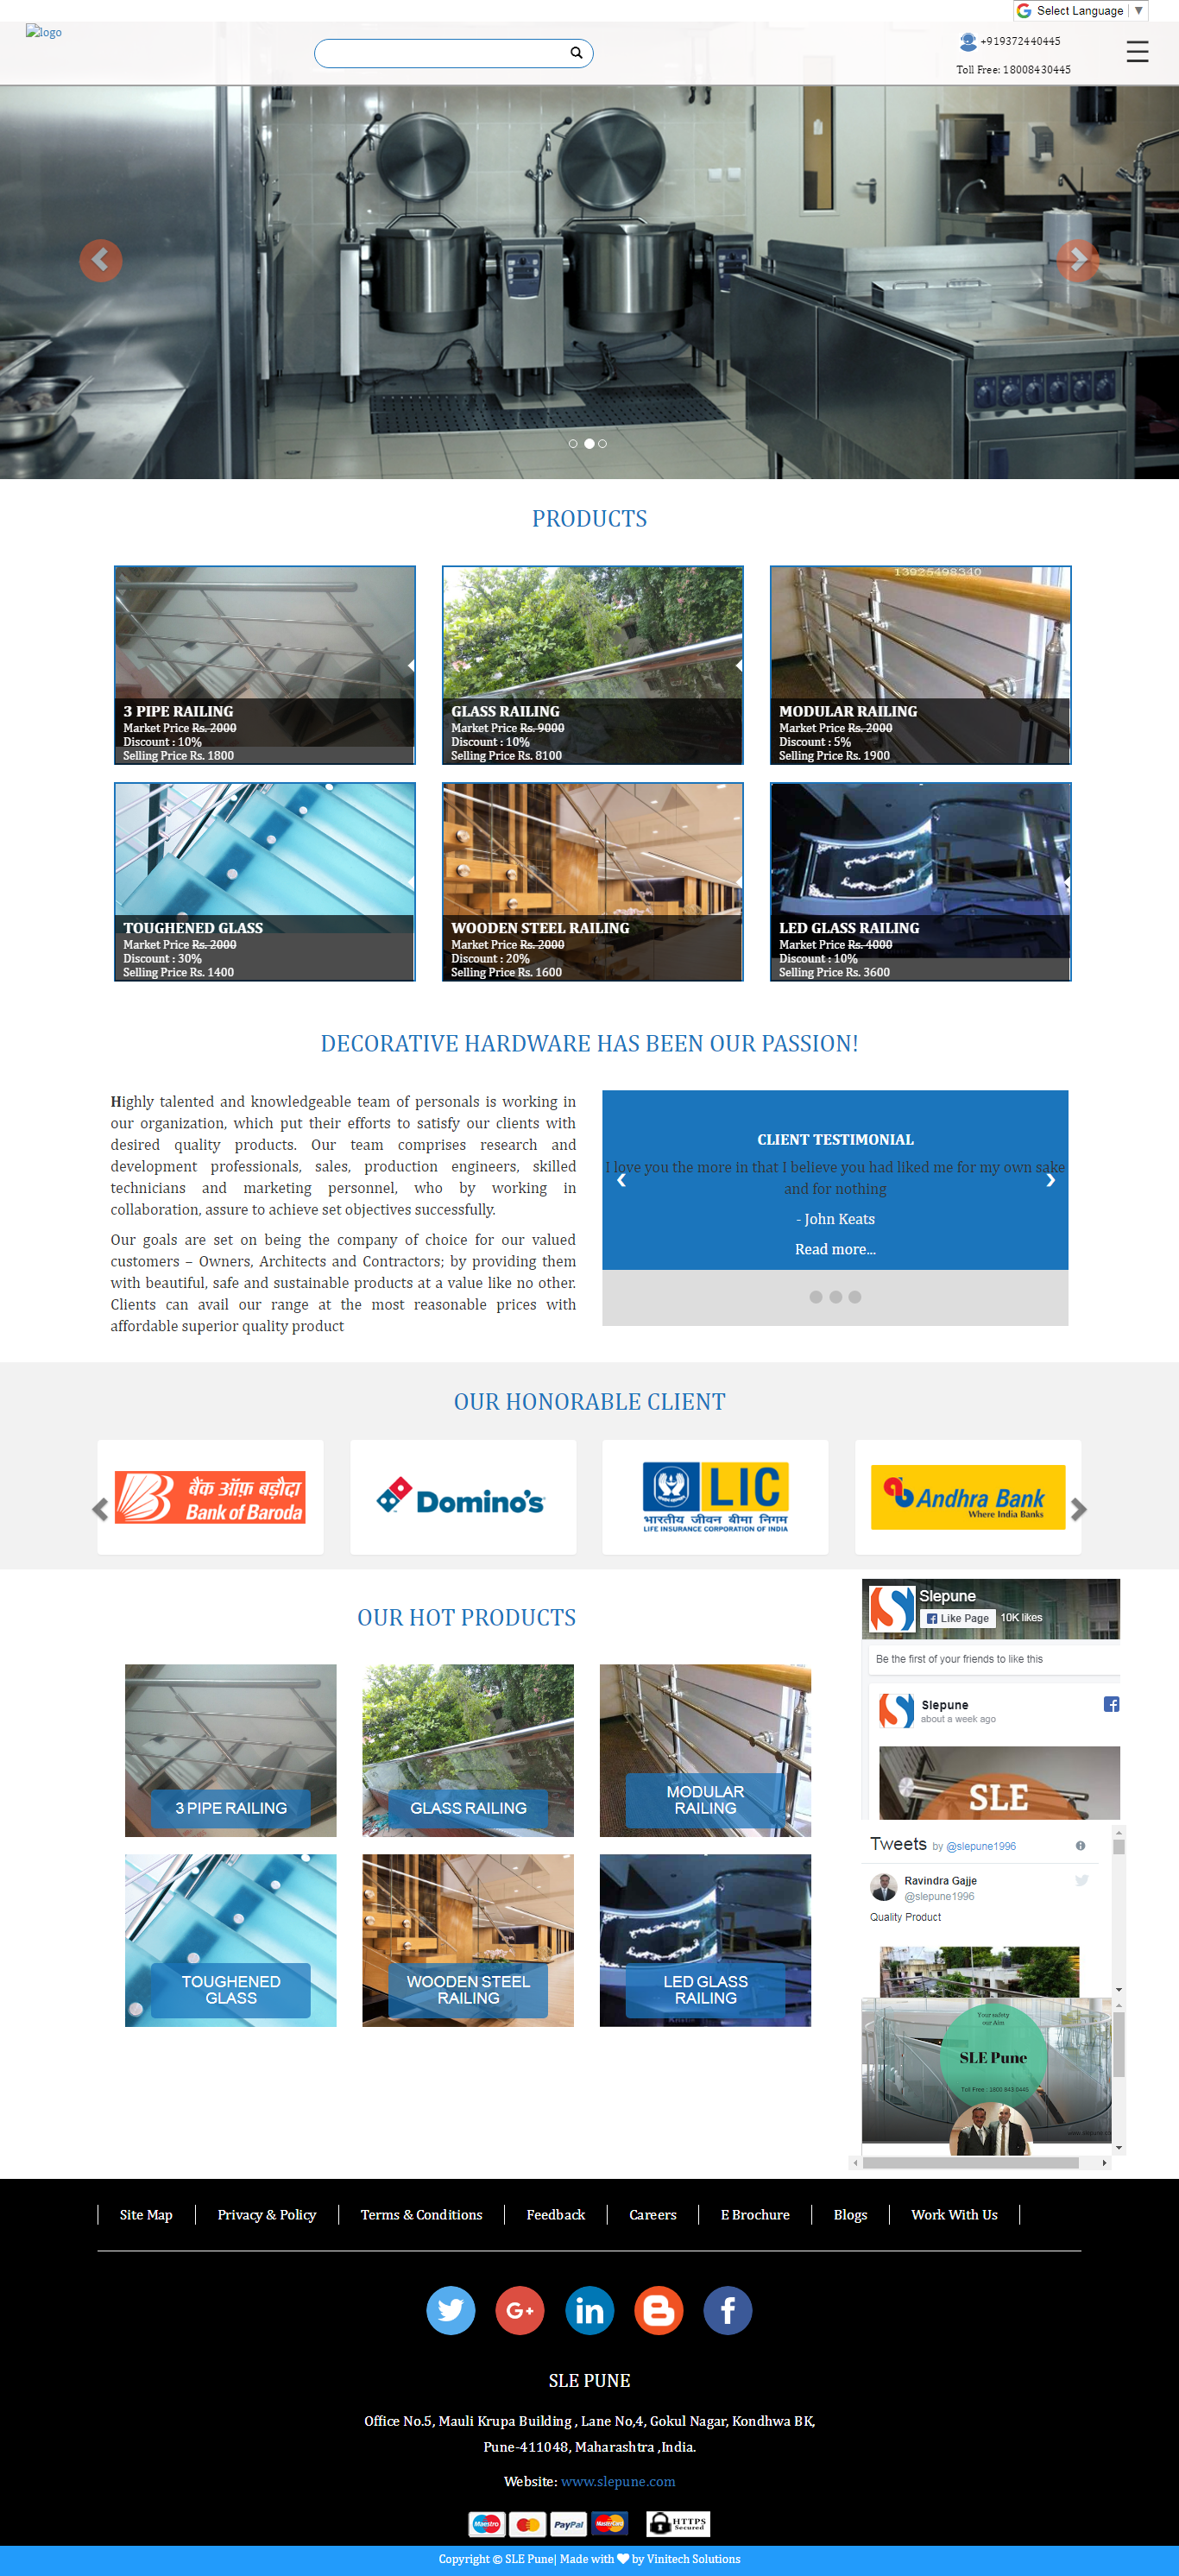 Select Language ▼
logo
+919372440445
Toll Free: 18008430445
PRODUCTS
13925498340
3 PIPE RAILING
Market Price Rs. 2000
Discount : 10%
Selling Price Rs. 1800
GLASS RAILING
Market Price Rs. 9000
Discount : 10%
Selling Price Rs. 8100
MODULAR RAILING
Market Price Rs. 2000
Discount : 5%
Selling Price Rs. 1900
TOUGHENED GLASS
Market Price Rs. 2000
Discount : 30%
Selling Price Rs. 1400
WOODEN STEEL RAILING
Market Price Rs. 2000
Discount : 20%
Selling Price Rs. 1600
LED GLASS RAILING
Market Price Rs. 4000
Discount : 10%
Selling Price Rs. 3600
DECORATIVE HARDWARE HAS BEEN OUR PASSION!
Highly talented and knowledgeable team of personals is working in
our organization, which put their efforts to satisfy our clients with
desired quality products. Our team comprises research and
development professionals, sales, production engineers, skilled
technicians and marketing personnel, who by working in
collaboration, assure to achieve set objectives successfully.
Our goals are set on being the company of choice for our valued
customers – Owners, Architects and Contractors; by providing them
with beautiful, safe and sustainable products at a value like no other.
Clients can avail our range at the most reasonable prices with
affordable superior quality product
CLIENT TESTIMONIAL
I love you the more in that I believe you had liked me for my own sake
and for nothing
- John Keats
Read more...
OUR HONORABLE CLIENT
बैंक ऑफ़ बड़ौदा
Bank of Baroda
Domino's
LIC
भारतीय जीवन बीमा निगम
LIFE INSURANCE CORPORATION OF INDIA
Andhra Bank
Where India Banks
OUR HOT PRODUCTS
3 PIPE RAILING
GLASS RAILING
MODULAR
RAILING
TOUGHENED
GLASS
WOODEN STEEL
RAILING
LED GLASS
RAILING
Slepune
Like Page
10K likes
Be the first of your friends to like this
Slepune
about a week ago
SLE
Tweets by @slepune1996
Ravindra Gajje
@slepune1996
Quality Product
Your safety
our Aim
SLE Pune
Toll Free : 1800 843 0445
Site Map
Privacy & Policy
Terms & Conditions
Feedback
Careers
E Brochure
Blogs
Work With Us
SLE PUNE
Office No.5, Mauli Krupa Building , Lane No,4, Gokul Nagar, Kondhwa BK,
Pune-411048, Maharashtra ,India.
Website: www.slepune.com
Maestro
PayPal
MasterCard
HTTPS
Secured
Copyright © SLE Pune| Made with ♥ by Vinitech Solutions